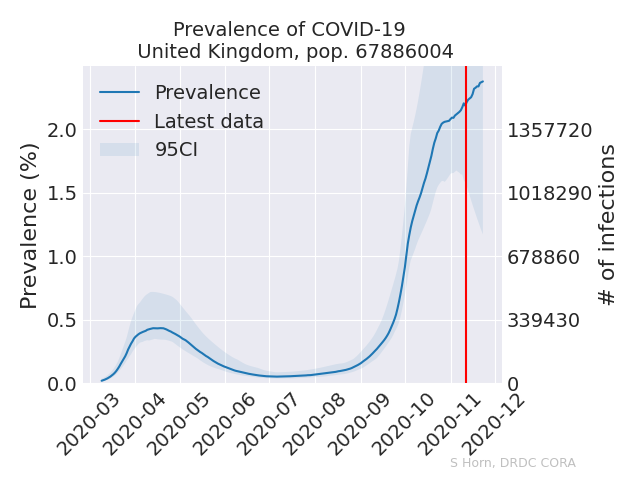 Prevalence of COVID-19
United Kingdom, pop. 67886004
Prevalence
Latest data
95CI
Prevalence (%)
2.0
1.5
1.0
0.5
0.0
1357720
1018290
678860
339430
0
# of infections
2020-03
2020-04
2020-05
2020-06
2020-07
2020-08
2020-09
2020-10
2020-11
2020-12
S Horn, DRDC CORA